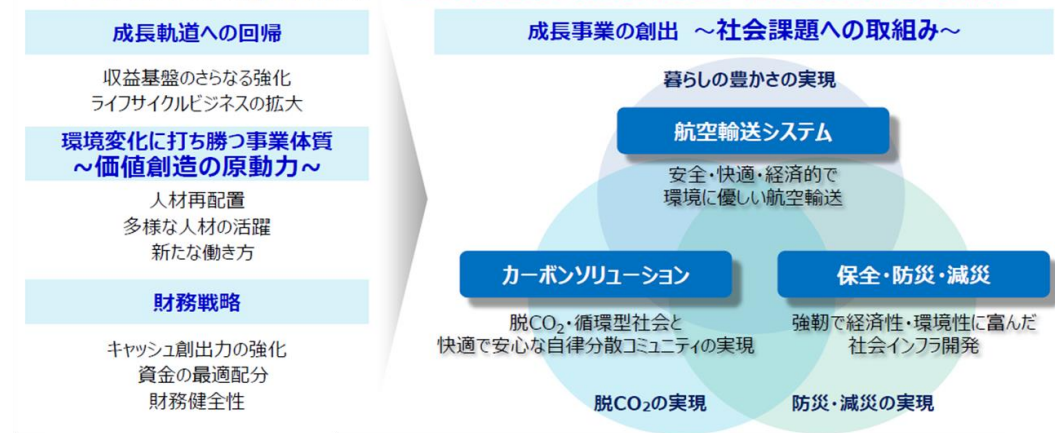 成長軌道への回帰
収益基盤のさらなる強化
ライフサイクルビジネスの拡大
環境変化に打ち勝つ事業体質
~価値創造の原動力~
人材再配置
多様な人材の活躍
新たな働き方
財務戦略
キャッシュ創出力の強化
資金の最適配分
財務健全性
成長事業の創出 ~社会課題への取組み~
暮らしの豊かさの実現
航空輸送システム
安全・快適・経済的で
環境に優しい航空輸送
カーボンソリューション
脱CO₂・循環型社会と
快適で安心な自律分散コミュニティの実現
保全・防災・減災
強靭で経済性・環境性に富んだ
社会インフラ開発
脱CO₂の実現
防災・減災の実現